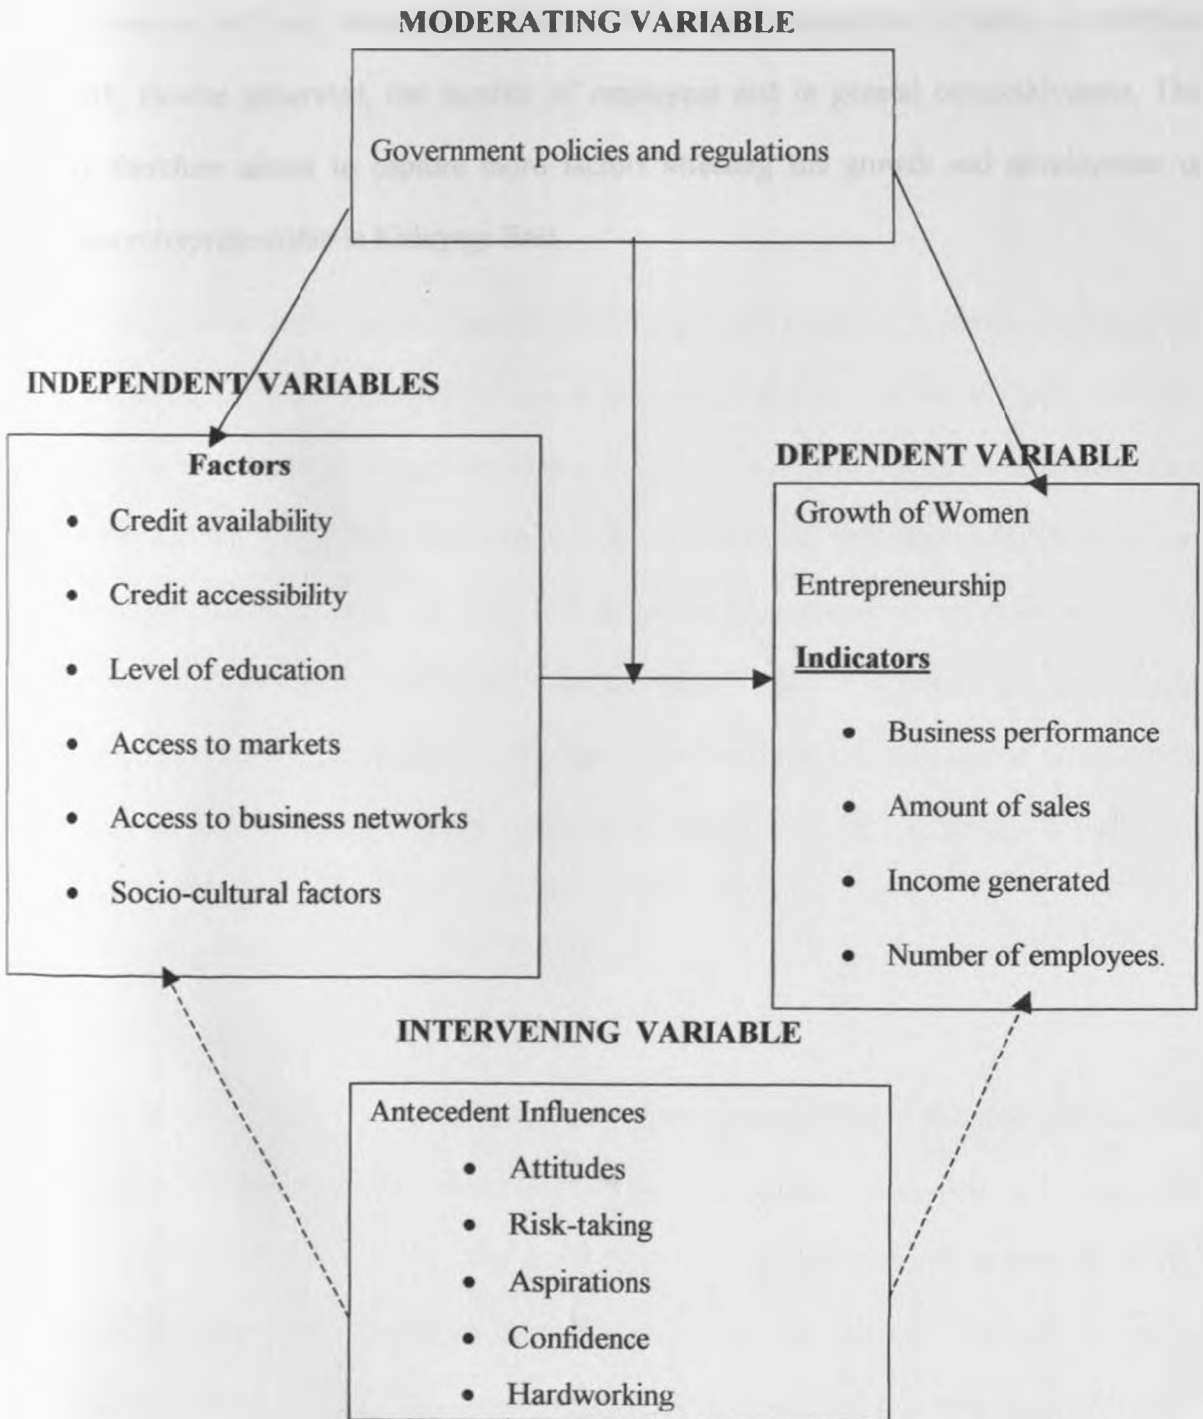 MODERATING VARIABLE
Government policies and regulations
INDEPENDENT VARIABLES
Factors
• Credit availability
• Credit accessibility
• Level of education
• Access to markets
• Access to business networks
• Socio-cultural factors
DEPENDENT VARIABLE
Growth of Women
Entrepreneurship
Indicators
• Business performance
• Amount of sales
• Income generated
• Number of employees.
INTERVENING VARIABLE
Antecedent Influences
• Attitudes
• Risk-taking
• Aspirations
• Confidence
• Hardworking